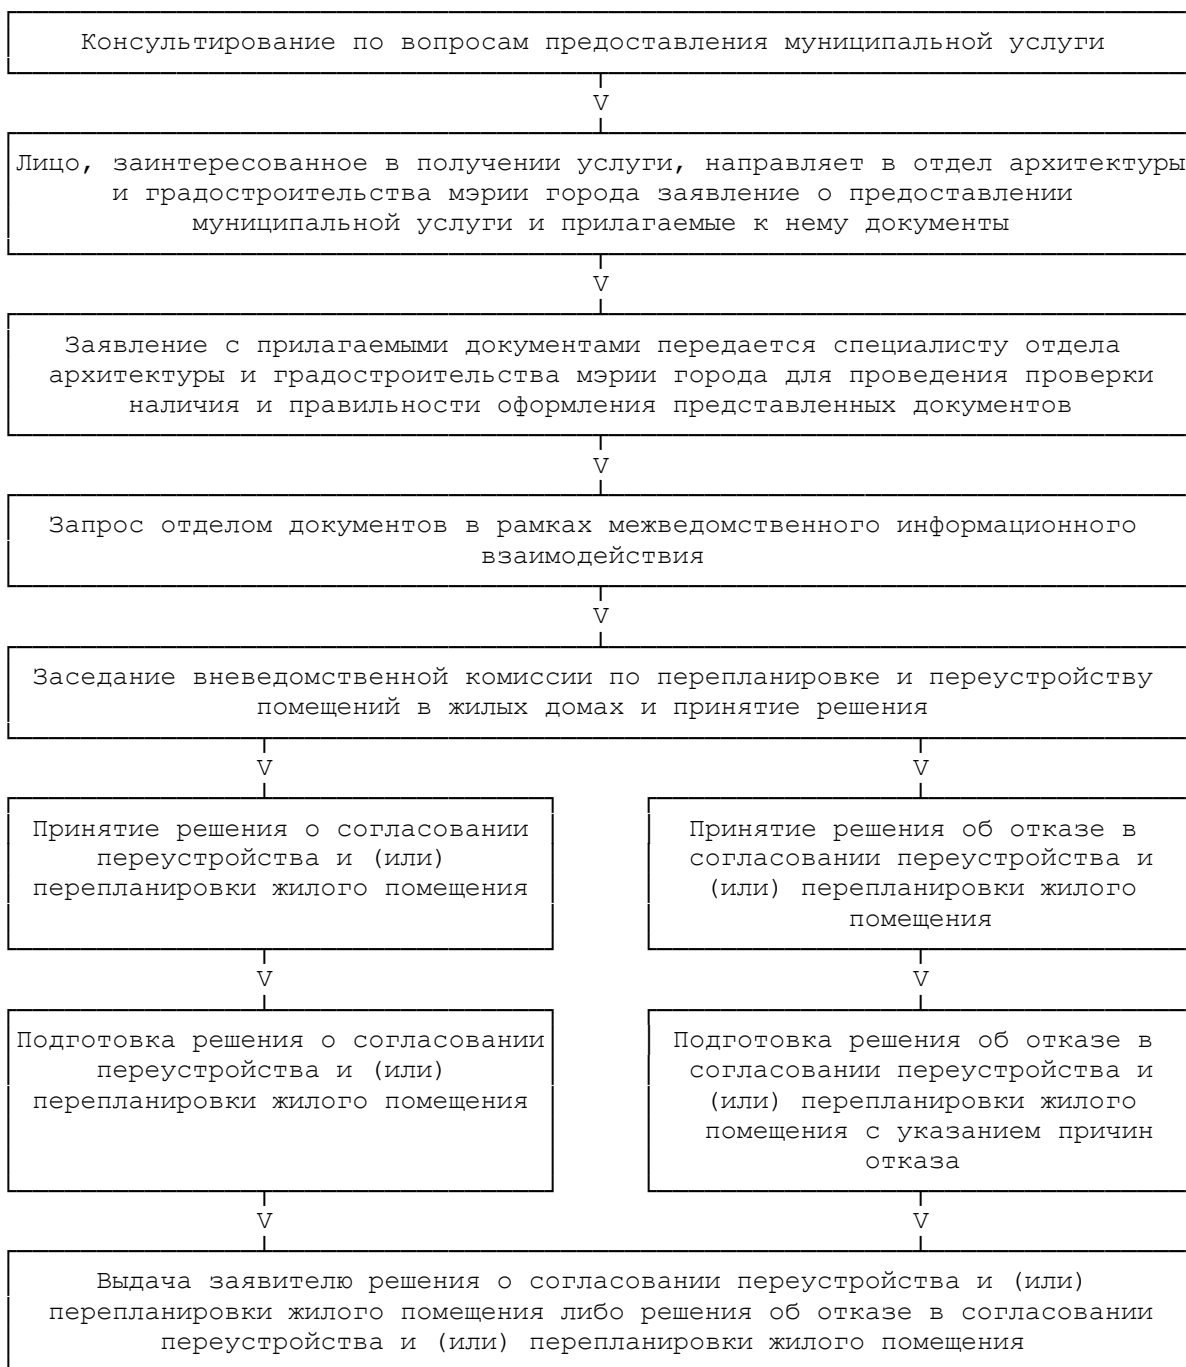 Консультирование по вопросам предоставления муниципальной услуги
V
Лицо, заинтересованное в получении услуги, направляет в отдел архитектуры
и градостроительства мэрии города заявление о предоставлении
муниципальной услуги и прилагаемые к нему документы
V
Заявление с прилагаемыми документами передается специалисту отдела
архитектуры и градостроительства мэрии города для проведения проверки
наличия и правильности оформления представленных документов
V
Запрос отделом документов в рамках межведомственного информационного
взаимодействия
V
Заседание вневедомственной комиссии по перепланировке и переустройству
помещений в жилых домах и принятие решения
V V
Принятие решения о согласовании
переустройства и (или)
перепланировки жилого помещения
Принятие решения об отказе в
согласовании переустройства и
(или) перепланировки жилого
помещения
V V
Подготовка решения о согласовании
переустройства и (или)
перепланировки жилого помещения
Подготовка решения об отказе в
согласовании переустройства и
(или) перепланировки жилого
помещения с указанием причин
отказа
V V
Выдача заявителю решения о согласовании переустройства и (или)
перепланировки жилого помещения либо решения об отказе в согласовании
переустройства и (или) перепланировки жилого помещения